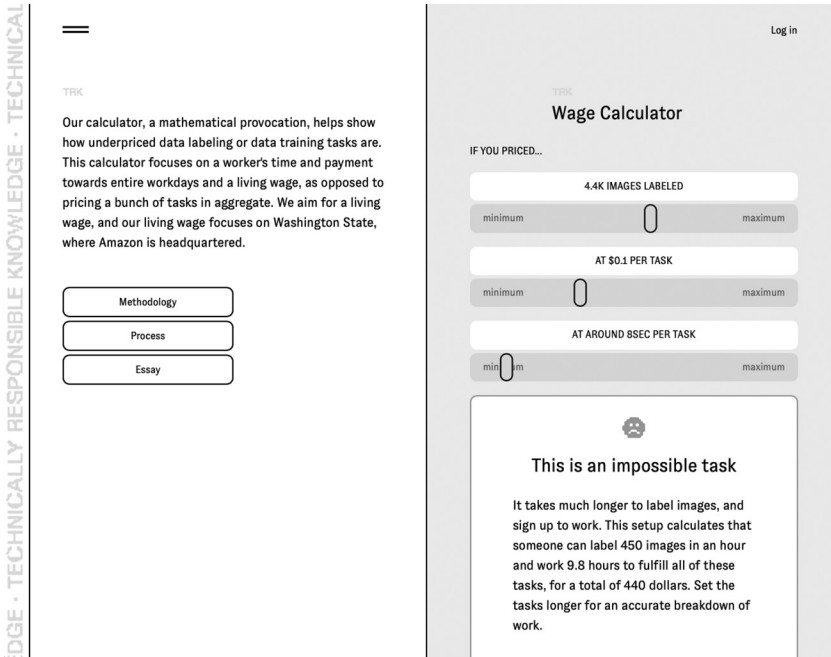 TECHNICALLY RESPONSIBLE KNOWLEDGE · TECHNICAL
EDGE ·
TRK
Our calculator, a mathematical provocation, helps show
how underpriced data labeling or data training tasks are.
This calculator focuses on a worker's time and payment
towards entire workdays and a living wage, as opposed to
pricing a bunch of tasks in aggregate. We aim for a living
wage, and our living wage focuses on Washington State,
where Amazon is headquartered.
Methodology
Process
Essay
Log in
TRK
Wage Calculator
IF YOU PRICED...
4.4K IMAGES LABELED
minimum maximum
AT $0.1 PER TASK
minimum maximum
AT AROUND 8SEC PER TASK
min um maximum
This is an impossible task
It takes much longer to label images, and
sign up to work. This setup calculates that
someone can label 450 images in an hour
and work 9.8 hours to fulfill all of these
tasks, for a total of 440 dollars. Set the
tasks longer for an accurate breakdown of
work.